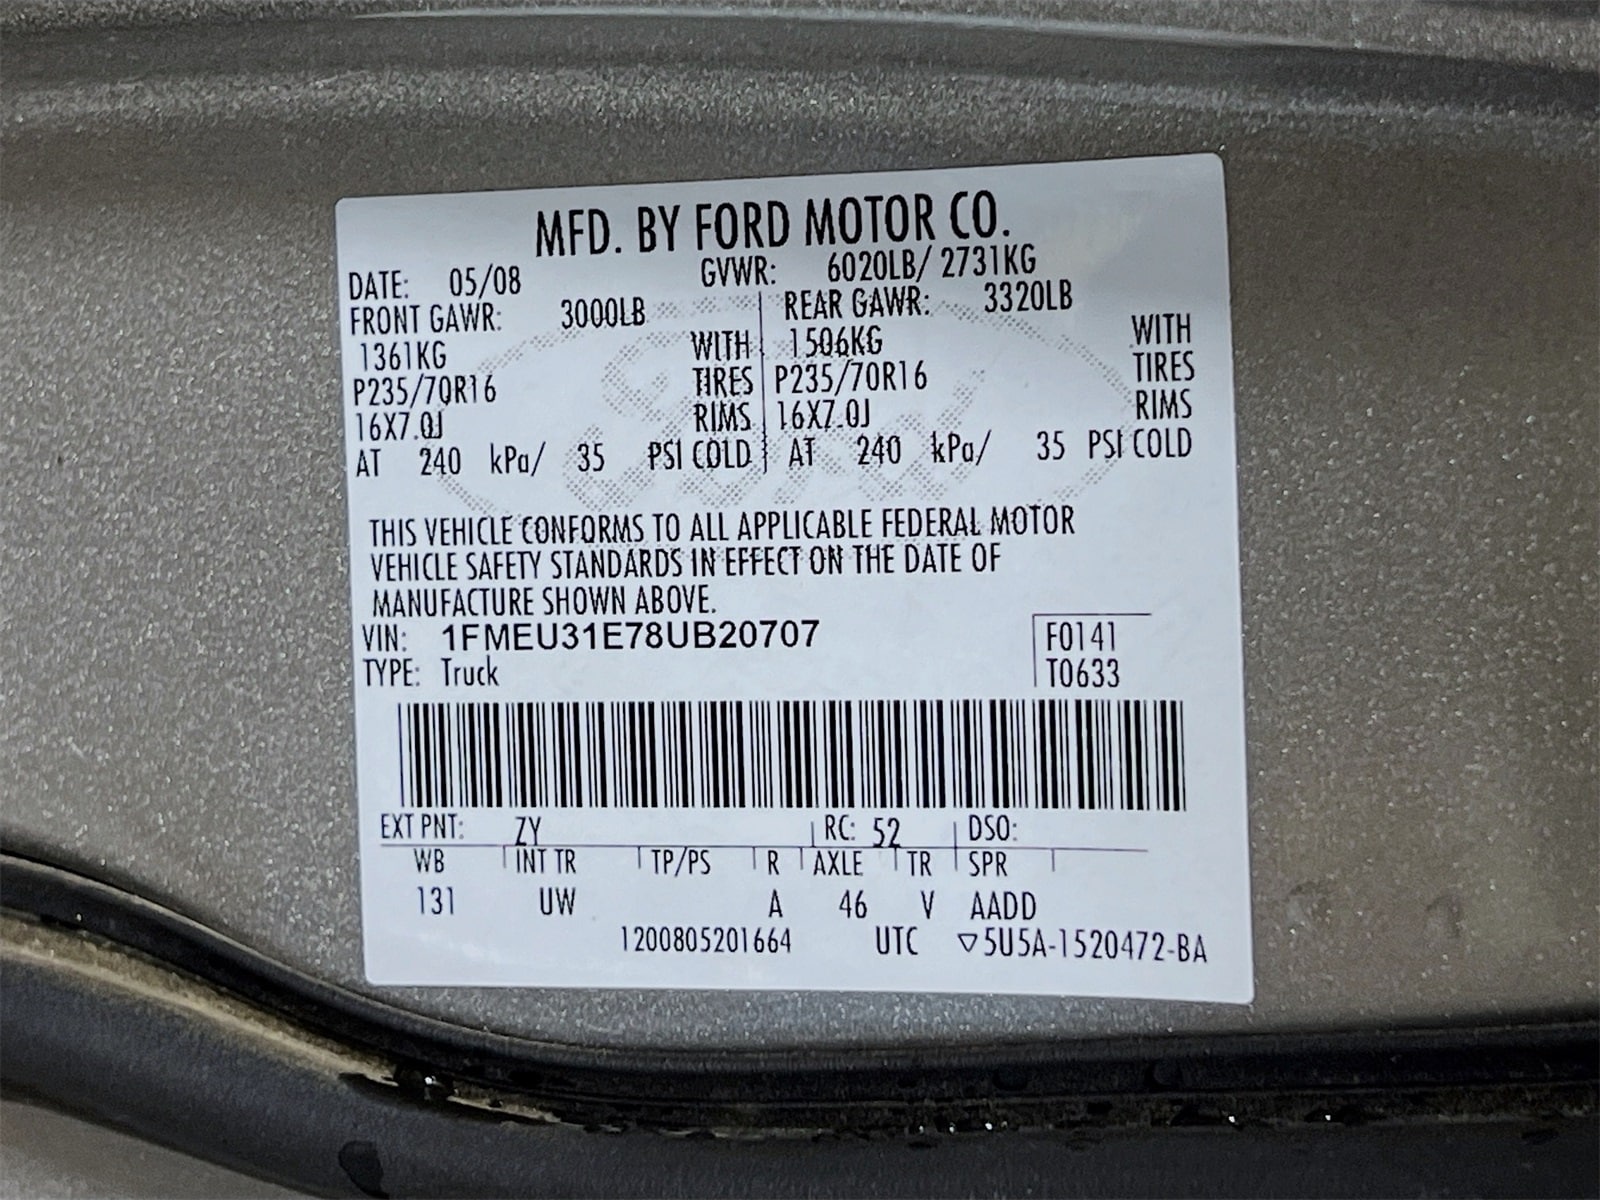 MFD. BY FORD MOTOR CO.
DATE: 05/08 GVWR: 6020LB/ 2731KG
FRONT GAWR: 3000LB REAR GAWR: 3320LB
1361KG WITH 1506KG WITH
P235/70R16 TIRES P235/70R16 TIRES
16X7.0J RIMS 16X7.0J RIMS
AT 240 kPa/ 35 PSI COLD AT 240 kPa/ 35 PSI COLD
Ford
THIS VEHICLE CONFORMS TO ALL APPLICABLE FEDERAL MOTOR
VEHICLE SAFETY STANDARDS IN EFFECT ON THE DATE OF
MANUFACTURE SHOWN ABOVE.
VIN: 1FMEU31E78UB20707 F0141
TYPE: Truck T0633
EXT PNT: ZY RC: 52 DSO:
WB INT TR TP/PS R AXLE TR SPR
131 UW A 46 V AADD
1200805201664 UTC ▽5U5A-1520472-BA